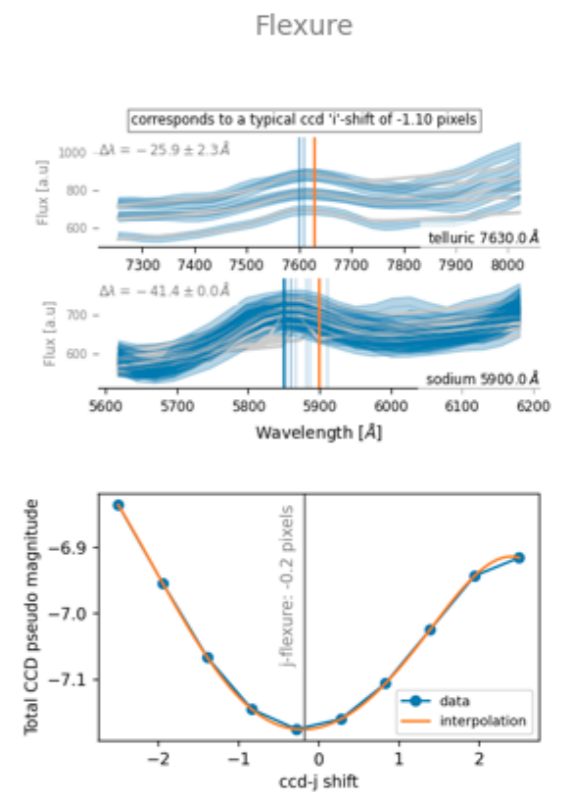 Flexure
corresponds to a typical ccd 'i'-shift of -1.10 pixels
Δλ = −25.9 ± 2.3Å
Flux [a.u]
1000
800
600
telluric 7630.0Å
7300 7400 7500 7600 7700 7800 7900 8000
Δλ = −41.4 ± 0.0Å
Flux [a.u]
700
600
sodium 5900.0Å
5600 5700 5800 5900 6000 6100 6200
Wavelength [Å]
Total CCD pseudo magnitude
−6.9
−7.0
−7.1
j-flexure: -0.2 pixels
data
interpolation
−2 −1 0 1 2
ccd-j shift